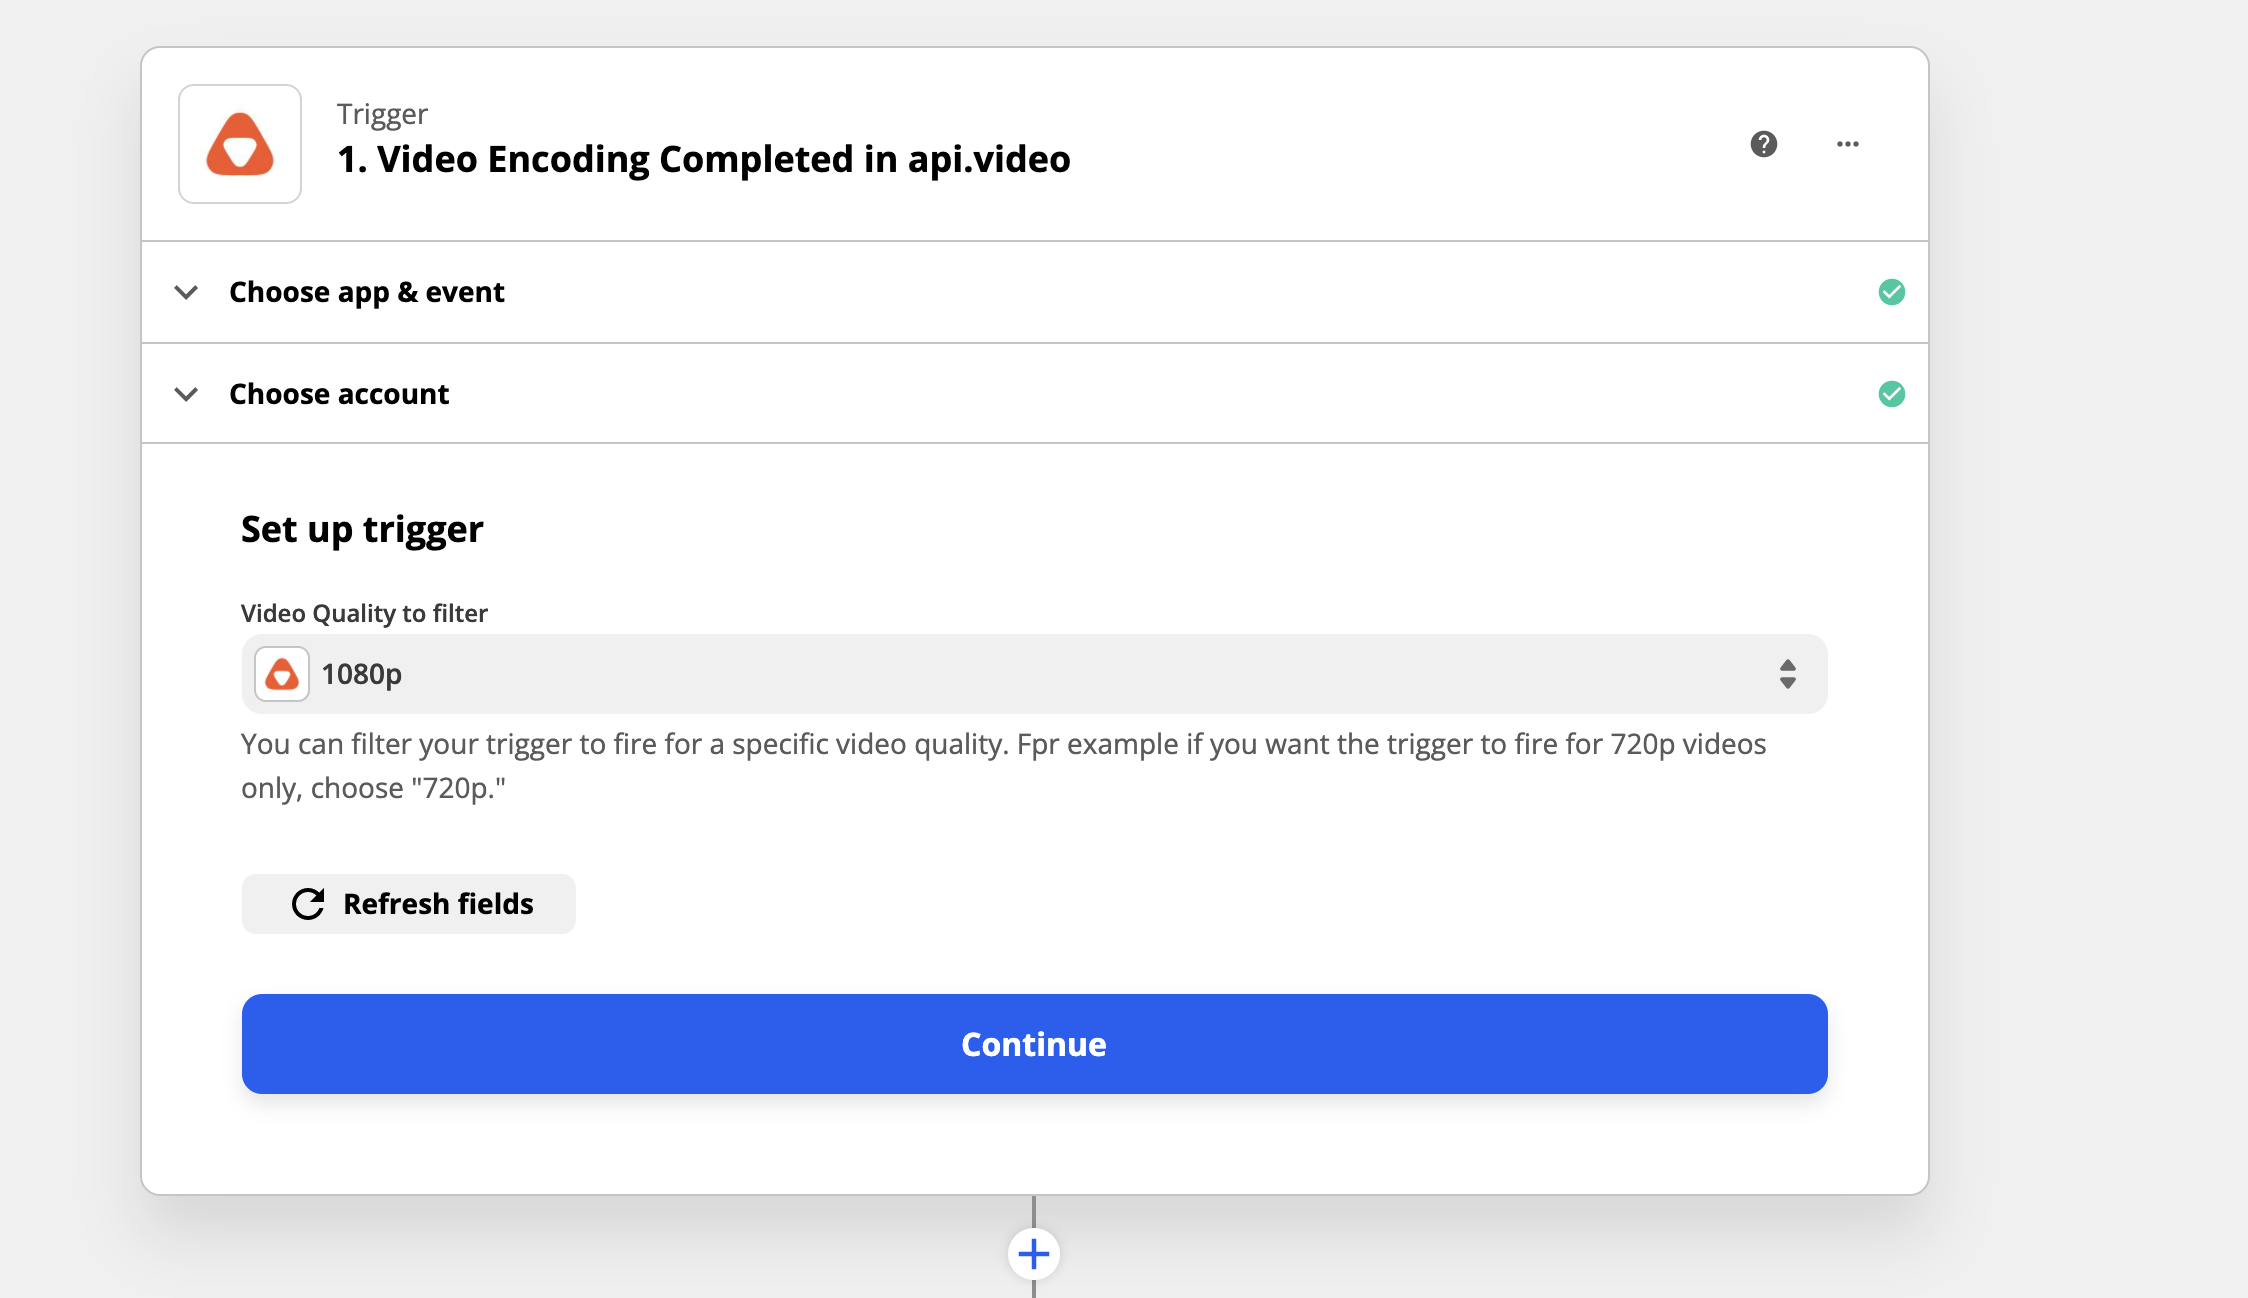 Trigger
1. Video Encoding Completed in api.video
Choose app & event
Choose account
Set up trigger
Video Quality to filter
1080p
You can filter your trigger to fire for a specific video quality. Fpr example if you want the trigger to fire for 720p videos
only, choose "720p."
Refresh fields
Continue